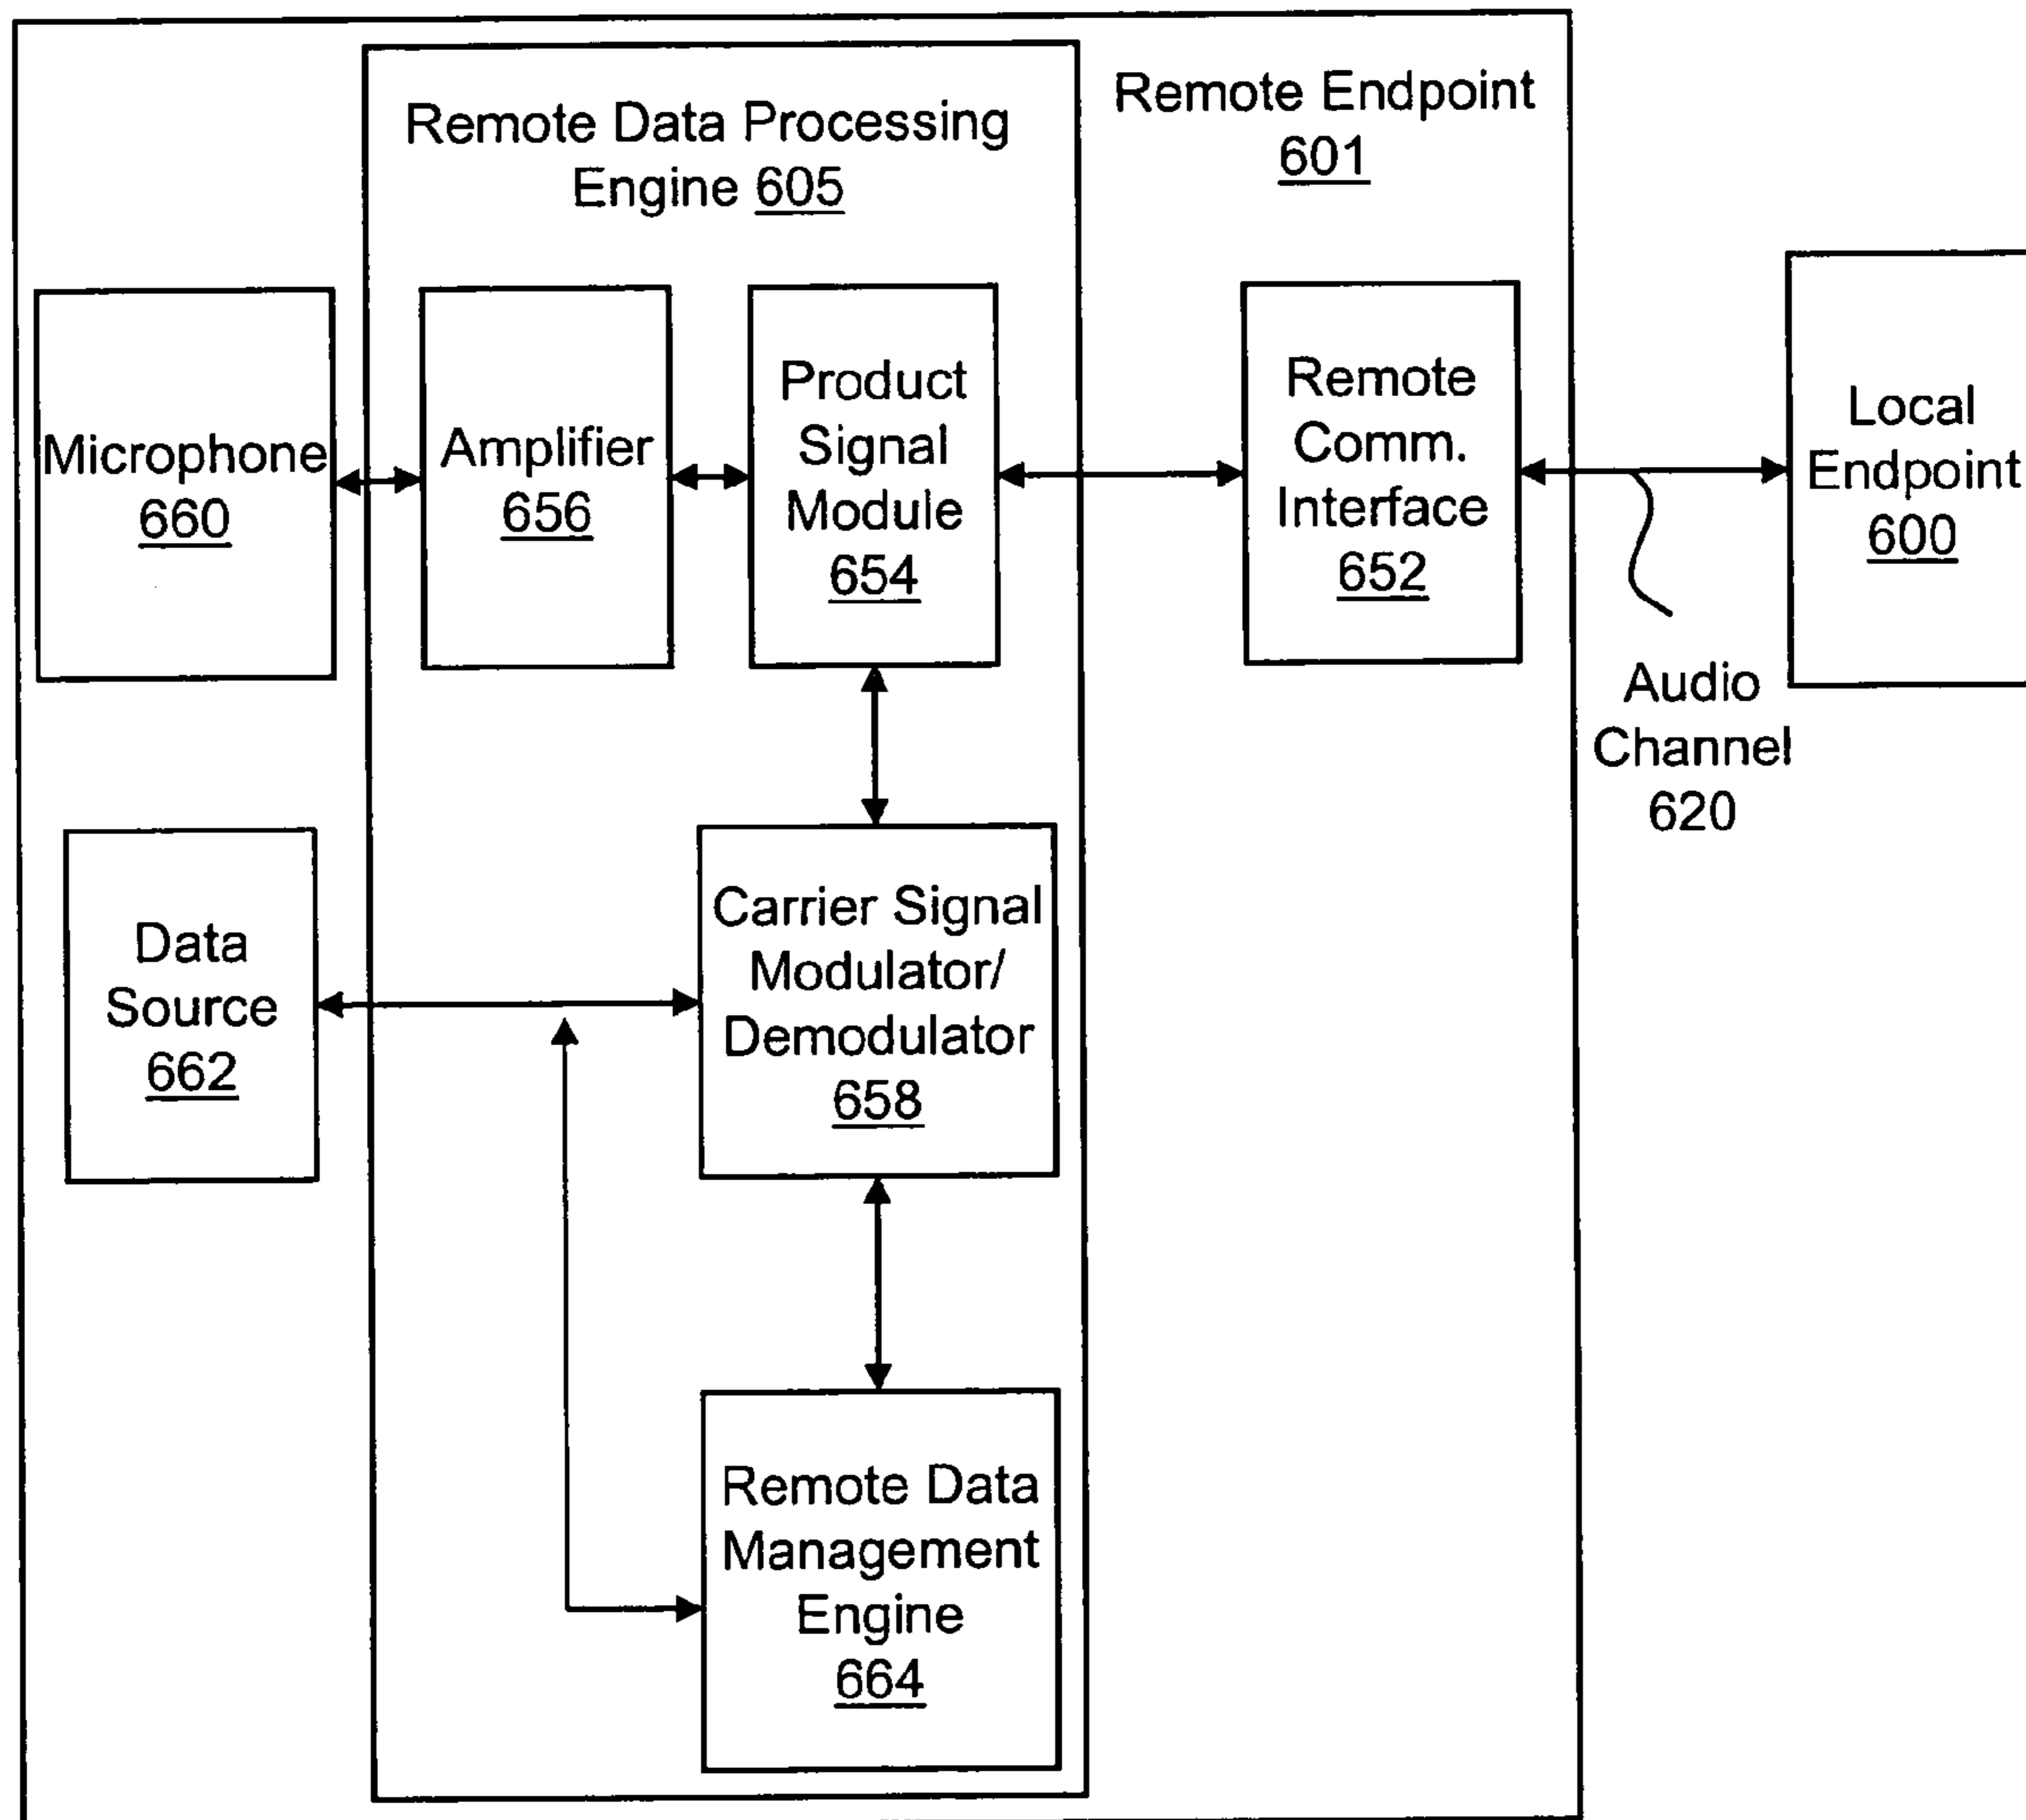 Remote Data Processing
Engine 605
Remote Endpoint
601
Microphone
660
Amplifier
656
Product
Signal
Module
654
Remote
Comm.
Interface
652
Local
Endpoint
600
Audio
Channel
620
Data
Source
662
Carrier Signal
Modulator/
Demodulator
658
Remote Data
Management
Engine
664